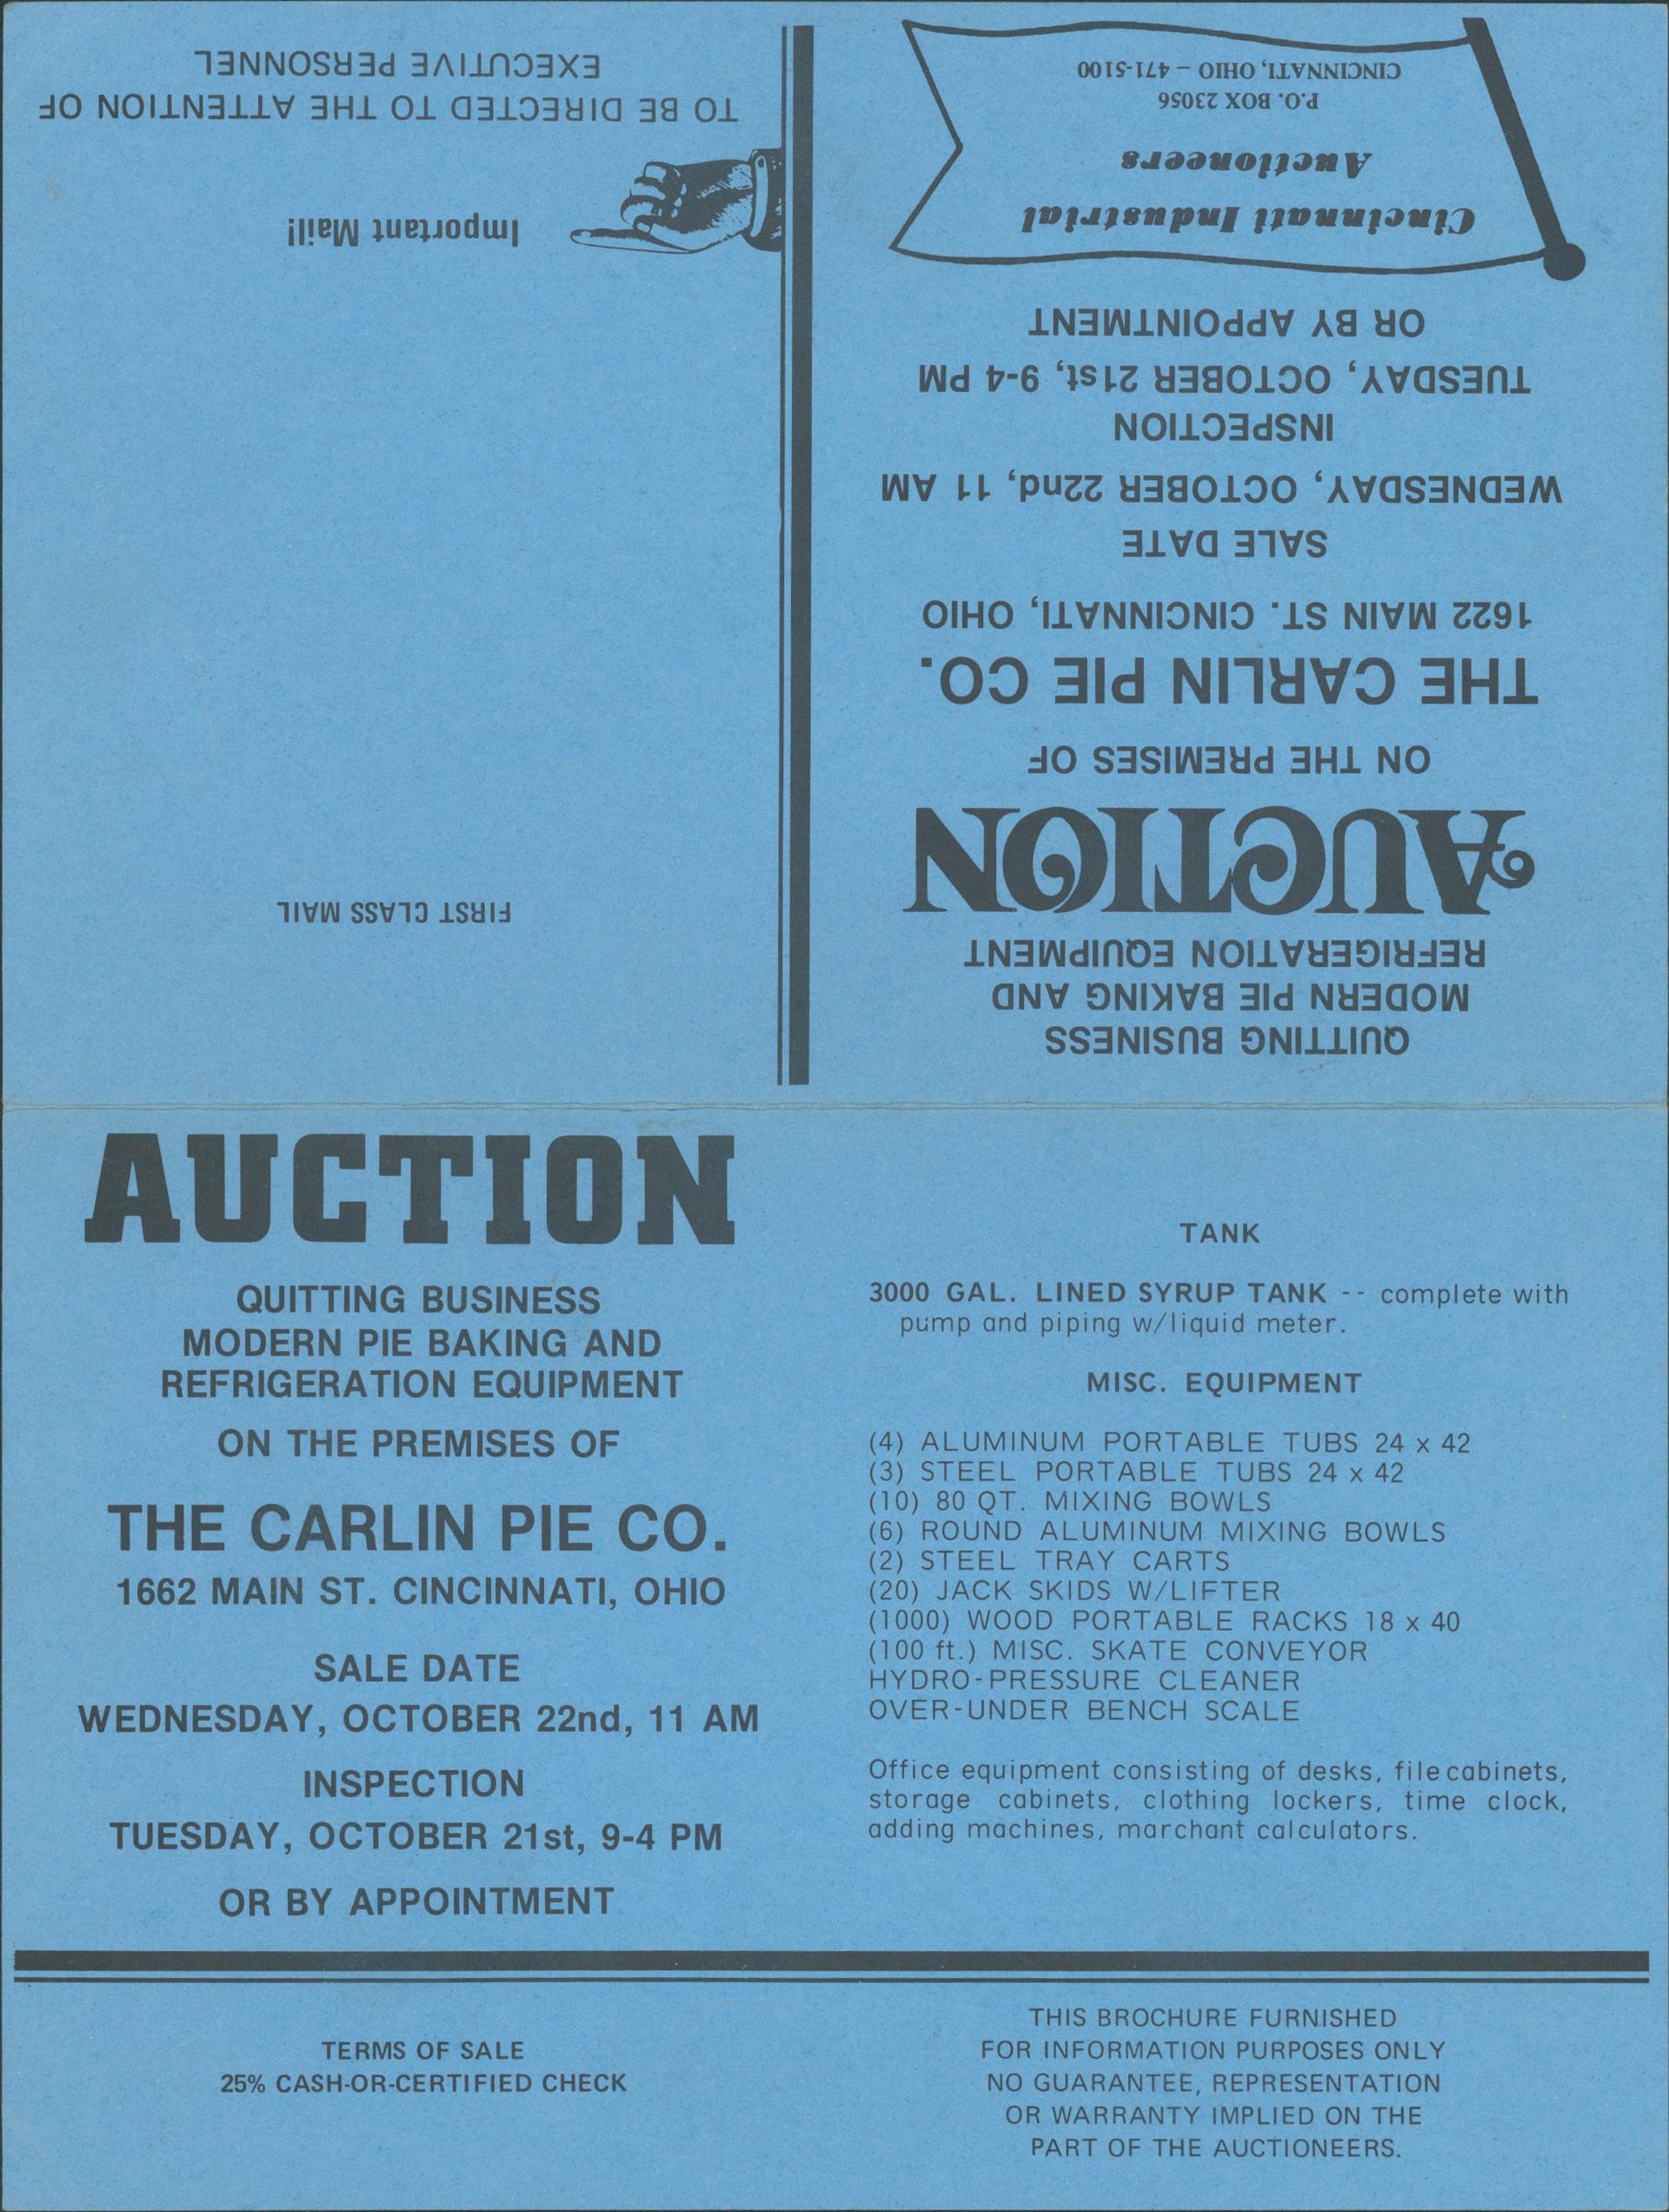 TO BE DIRECTED TO THE ATTENTION OF
EXECUTIVE PERSONNEL
Important Mail!
FIRST CLASS MAIL
QUITTING BUSINESS
MODERN PIE BAKING AND
REFRIGERATION EQUIPMENT
AUCTION
ON THE PREMISES OF
THE CARLIN PIE CO.
1622 MAIN ST. CINCINNATI, OHIO
SALE DATE
WEDNESDAY, OCTOBER 22nd, 11 AM
INSPECTION
TUESDAY, OCTOBER 21st, 9-4 PM
OR BY APPOINTMENT
Cincinnati Industrial
Auctioneers
P.O. BOX 23056
CINCINNATI, OHIO – 471-5100
AUCTION
QUITTING BUSINESS
MODERN PIE BAKING AND
REFRIGERATION EQUIPMENT
ON THE PREMISES OF
THE CARLIN PIE CO.
1662 MAIN ST. CINCINNATI, OHIO
SALE DATE
WEDNESDAY, OCTOBER 22nd, 11 AM
INSPECTION
TUESDAY, OCTOBER 21st, 9-4 PM
OR BY APPOINTMENT
TANK
3000 GAL. LINED SYRUP TANK -- complete with
pump and piping w/liquid meter.
MISC. EQUIPMENT
(4) ALUMINUM PORTABLE TUBS 24 x 42
(3) STEEL PORTABLE TUBS 24 x 42
(10) 80 QT. MIXING BOWLS
(6) ROUND ALUMINUM MIXING BOWLS
(2) STEEL TRAY CARTS
(20) JACK SKIDS W/LIFTER
(1000) WOOD PORTABLE RACKS 18 x 40
(100 ft.) MISC. SKATE CONVEYOR
HYDRO-PRESSURE CLEANER
OVER-UNDER BENCH SCALE
Office equipment consisting of desks, file cabinets,
storage cabinets, clothing lockers, time clock,
adding machines, marchant calculators.
TERMS OF SALE
25% CASH-OR-CERTIFIED CHECK
THIS BROCHURE FURNISHED
FOR INFORMATION PURPOSES ONLY
NO GUARANTEE, REPRESENTATION
OR WARRANTY IMPLIED ON THE
PART OF THE AUCTIONEERS.